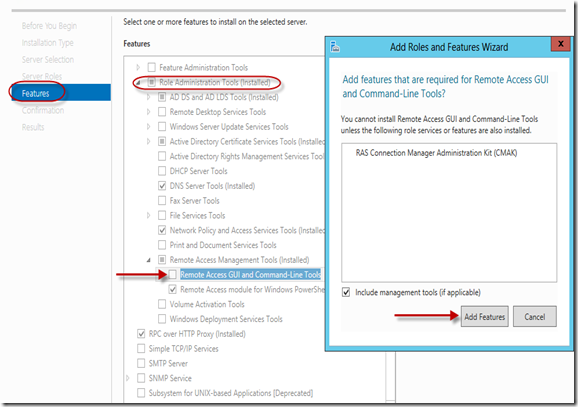 Before You Begin
Installation Type
Server Selection
Server Roles
Features
Confirmation
Results
Select one or more features to install on the selected server.
Features
Feature Administration Tools
Role Administration Tools (Installed)
AD DS and AD LDS Tools (Installed)
Remote Desktop Services Tools
Windows Server Update Services Tools
Active Directory Certificate Services Tools (Installed
Active Directory Rights Management Services Tools
DHCP Server Tools
DNS Server Tools (Installed)
Fax Server Tools
File Services Tools
Network Policy and Access Services Tools (Installed
Print and Document Services Tools
Remote Access Management Tools (Installed)
Remote Access GUI and Command-Line Tools
Remote Access module for Windows PowerShe
Volume Activation Tools
Windows Deployment Services Tools
RPC over HTTP Proxy (Installed)
Simple TCP/IP Services
SMTP Server
SNMP Service
Subsystem for UNIX-based Applications [Deprecated]
Add Roles and Features Wizard
X
Add features that are required for Remote Access GUI
and Command-Line Tools?
You cannot install Remote Access GUI and Command-Line Tools
unless the following role services or features are also installed.
RAS Connection Manager Administration Kit (CMAK)
Include management tools (if applicable)
Add Features
Cancel